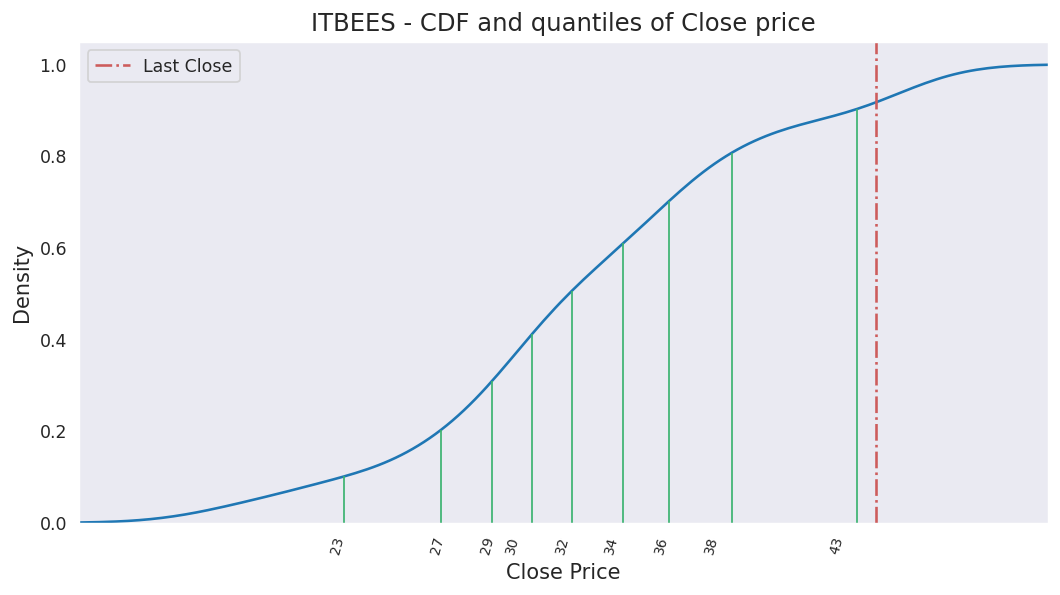 ITBEES - CDF and quantiles of Close price
Last Close
Density
1.0
0.8
0.6
0.4
0.2
0.0
23 27 29 30 32 34 36 38 43
Close Price